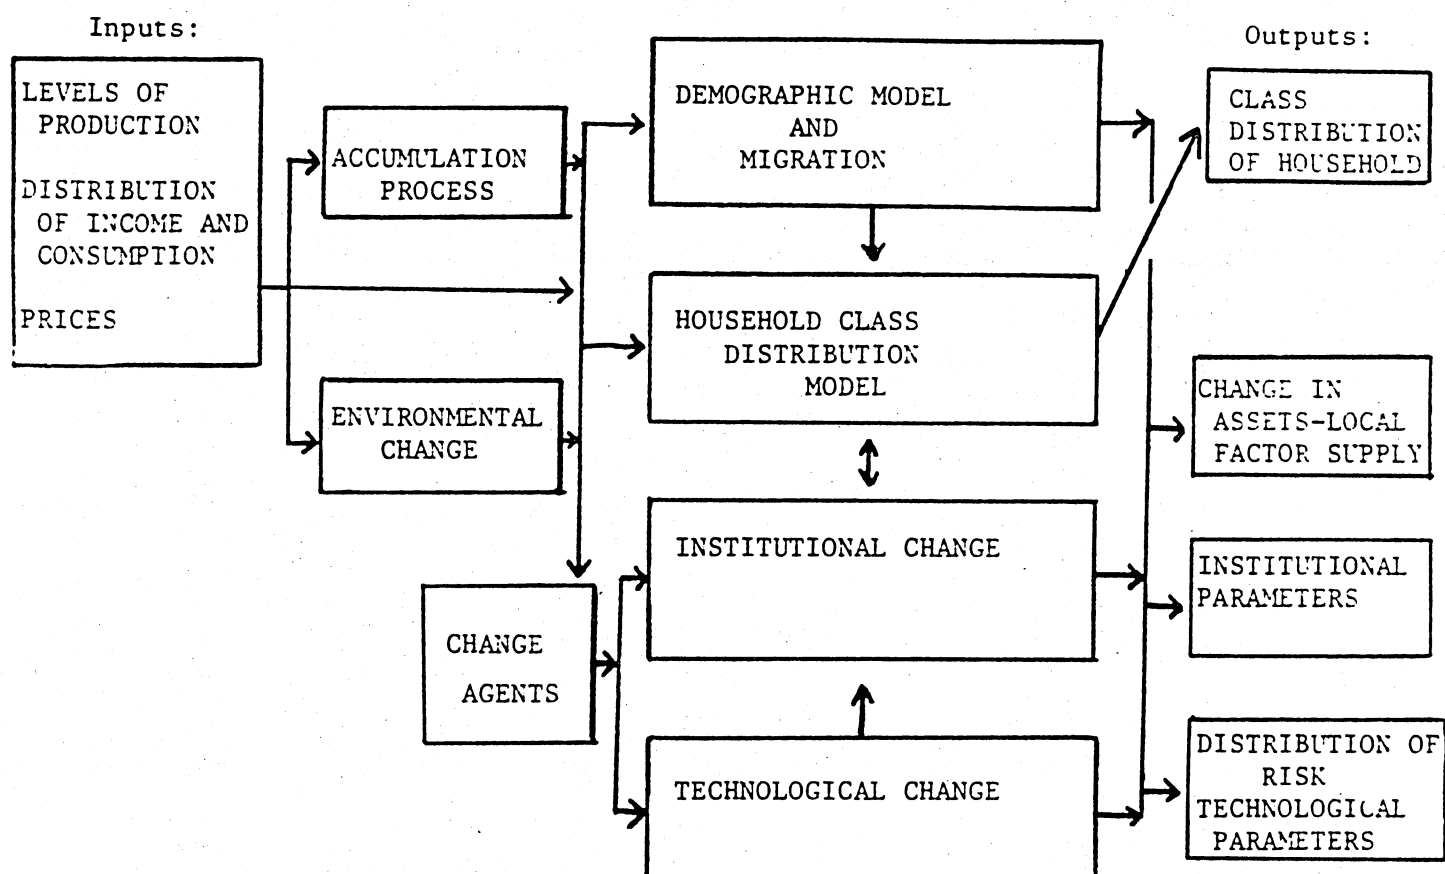 Inputs:
LEVELS OF
PRODUCTION
DISTRIBUTION
OF INCOME AND
CONSUMPTION
PRICES
ACCUMULATION
PROCESS
ENVIRONMENTAL
CHANGE
CHANGE
AGENTS
DEMOGRAPHIC MODEL
AND
MIGRATION
HOUSEHOLD CLASS
DISTRIBUTION
MODEL
INSTITUTIONAL CHANGE
TECHNOLOGICAL CHANGE
Outputs:
CLASS
DISTRIBUTION
OF HOUSEHOLD
CHANGE IN
ASSETS-LOCAL
FACTOR SUPPLY
INSTITUTIONAL
PARAMETERS
DISTRIBUTION OF
RISK
TECHNOLOGICAL
PARAMETERS